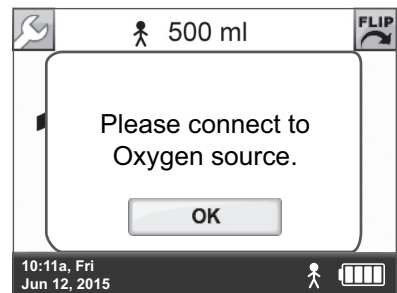 500 ml
FLIP
Please connect to
Oxygen source.
OK
10:11a, Fri
Jun 12, 2015